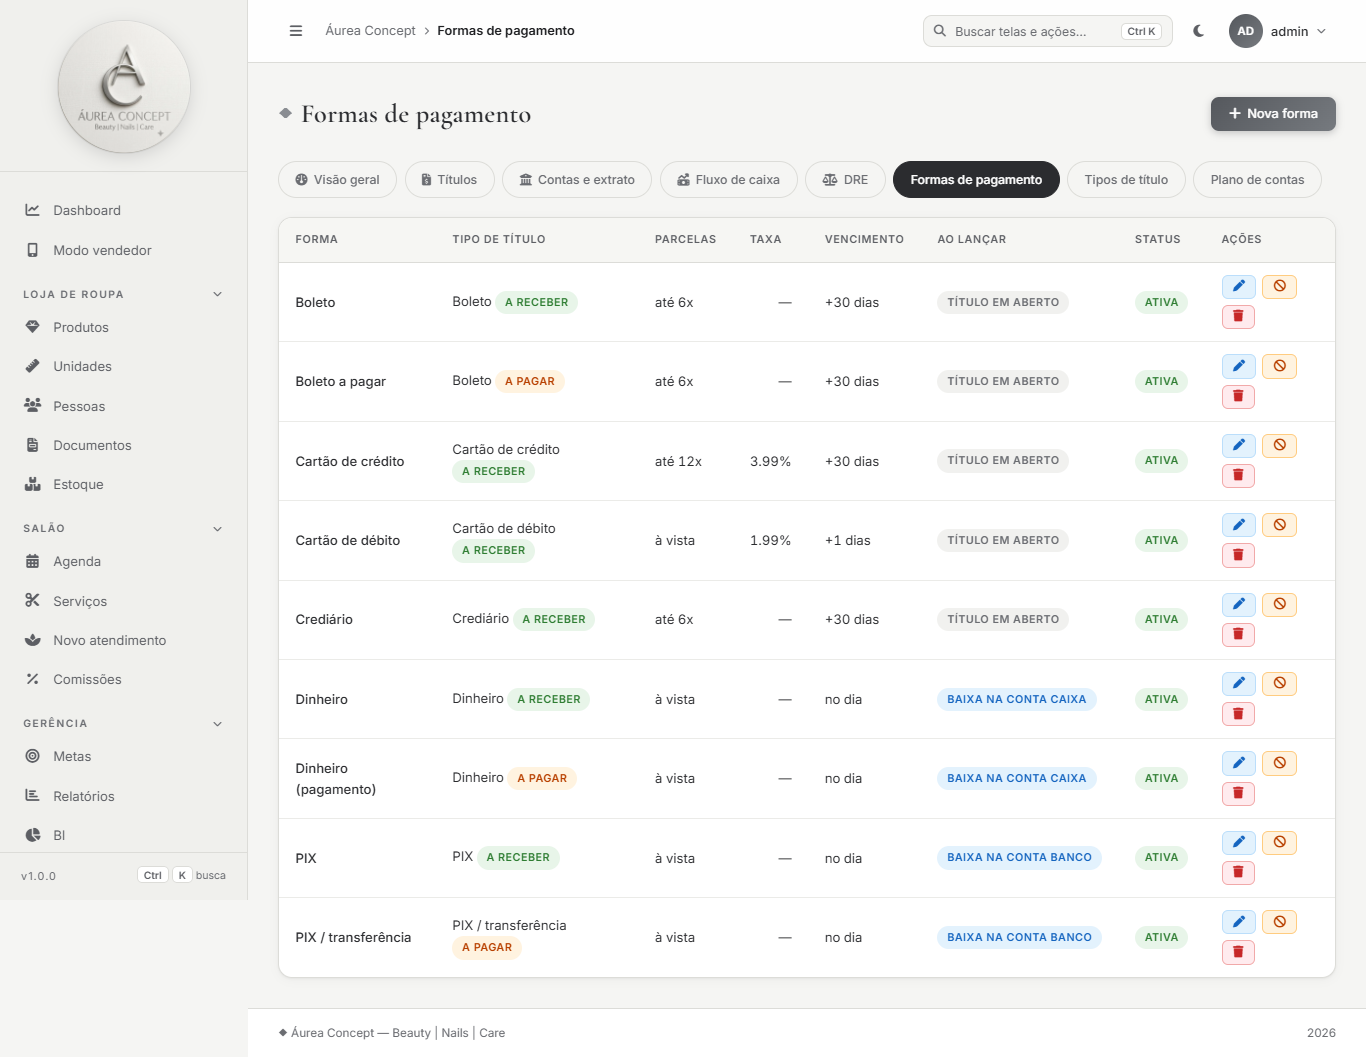 ÁUREA CONCEPT
Beauty | Nails | Care
Dashboard
Modo vendedor
LOJA DE ROUPA
Produtos
Unidades
Pessoas
Documentos
Estoque
SALÃO
Agenda
Serviços
Novo atendimento
Comissões
GERÊNCIA
Metas
Relatórios
BI
v1.0.0 Ctrl K busca
Áurea Concept › Formas de pagamento
Buscar telas e ações... Ctrl K
AD admin
Formas de pagamento
+ Nova forma
Visão geral Títulos Contas e extrato Fluxo de caixa DRE Formas de pagamento Tipos de título Plano de contas
FORMA TIPO DE TÍTULO PARCELAS TAXA VENCIMENTO AO LANÇAR STATUS AÇÕES
Boleto Boleto A RECEBER até 6x — +30 dias TÍTULO EM ABERTO ATIVA
Boleto a pagar Boleto A PAGAR até 6x — +30 dias TÍTULO EM ABERTO ATIVA
Cartão de crédito Cartão de crédito A RECEBER até 12x 3.99% +30 dias TÍTULO EM ABERTO ATIVA
Cartão de débito Cartão de débito A RECEBER à vista 1.99% +1 dias TÍTULO EM ABERTO ATIVA
Crediário Crediário A RECEBER até 6x — +30 dias TÍTULO EM ABERTO ATIVA
Dinheiro Dinheiro A RECEBER à vista — no dia BAIXA NA CONTA CAIXA ATIVA
Dinheiro (pagamento) Dinheiro A PAGAR à vista — no dia BAIXA NA CONTA CAIXA ATIVA
PIX PIX A RECEBER à vista — no dia BAIXA NA CONTA BANCO ATIVA
PIX / transferência PIX / transferência A PAGAR à vista — no dia BAIXA NA CONTA BANCO ATIVA
Áurea Concept — Beauty | Nails | Care
2026